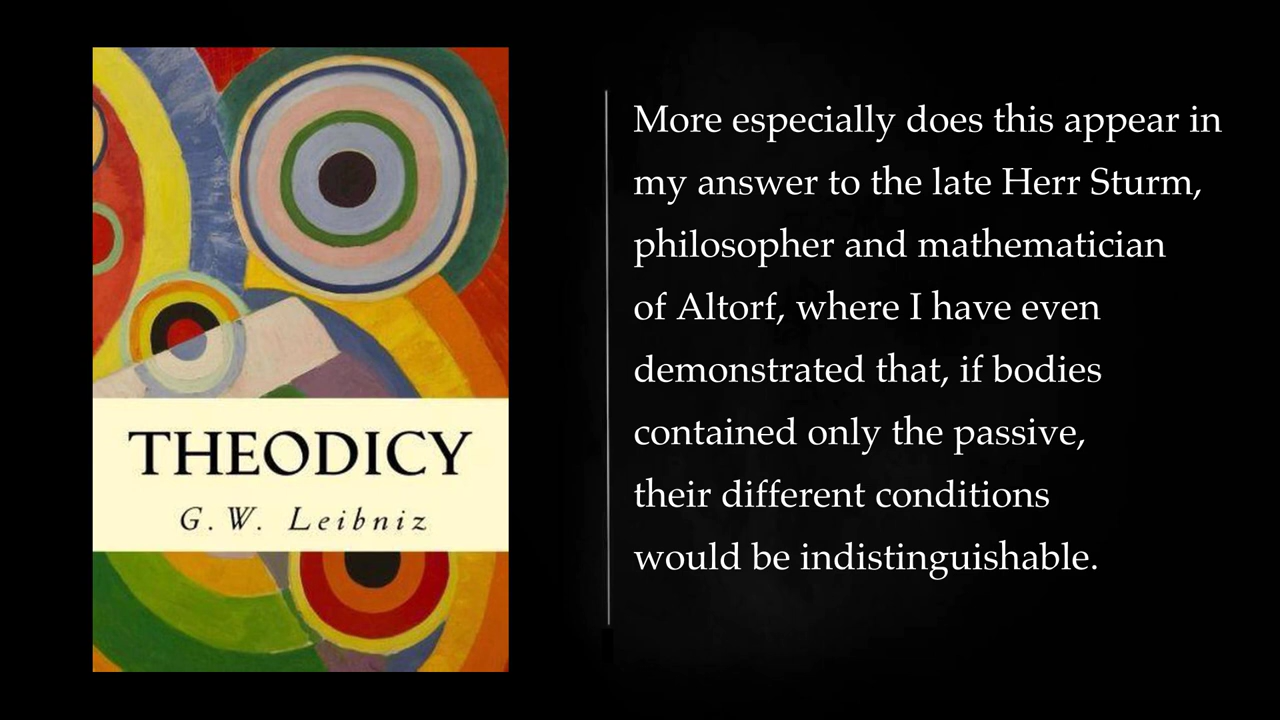 THEODICY
G. W. Leibniz
More especially does this appear in
my answer to the late Herr Sturm,
philosopher and mathematician
of Altorf, where I have even
demonstrated that, if bodies
contained only the passive,
their different conditions
would be indistinguishable.